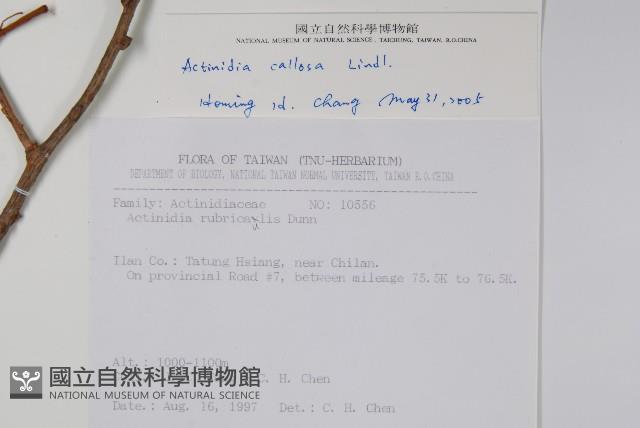 國立自然科學博物館
NATIONAL MUSEUM OF NATURAL SCIENCE, TAICHUNG, TAIWAN, R.O.CHINA
Actinidia callosa Lindl.
Homing id. Chang May 31, 2005
FLORA OF TAIWAN (TNU-HERBARIUM)
DEPARTMENT OF BIOLOGY, NATIONAL TAIWAN NORMAL UNIVERSITY, TAIWAN R.O.CHINA
Family: Actinidiaceae NO: 10556
Actinidia rubricaulis Dunn
Ilan Co.: Tatung Hsiang, near Chilan.
On provincial Road #7, between mileage 75.5K to 76.5K.
Alt.: 1000-1100m
C. H. Chen
國立自然科學博物館
NATIONAL MUSEUM OF NATURAL SCIENCE
Date.: Aug. 16, 1997 Det.: C. H. Chen